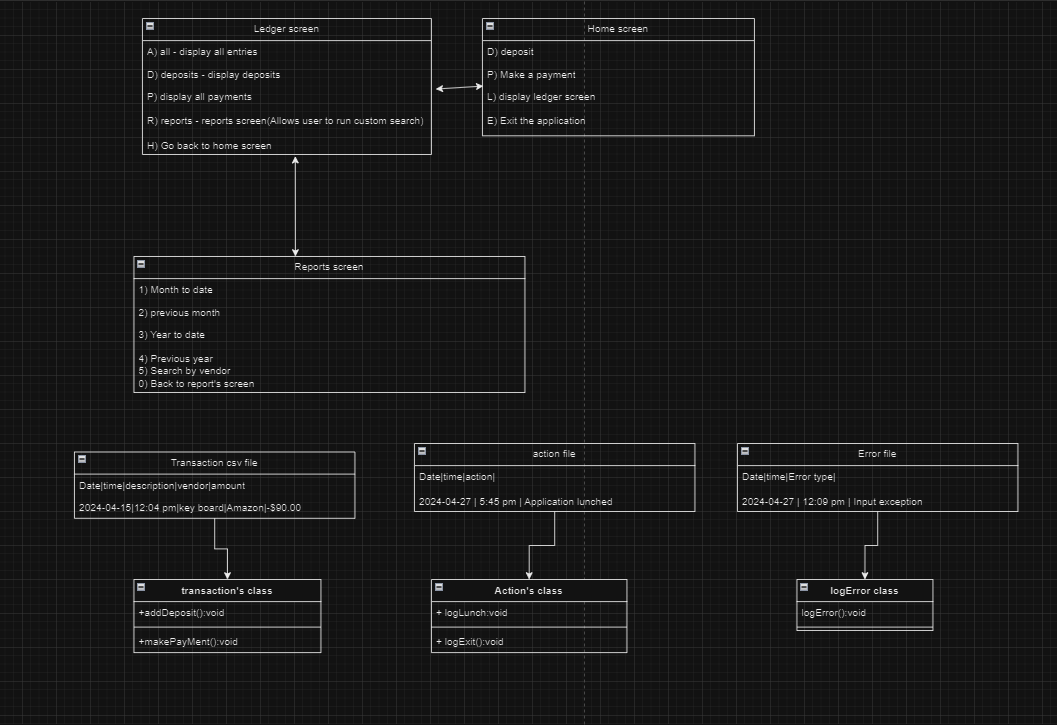 Ledger screen
A) all - display all entries
D) deposits - display deposits
P) display all payments
R) reports - reports screen(Allows user to run custom search)
H) Go back to home screen
Home screen
D) deposit
P) Make a payment
L) display ledger screen
E) Exit the application
Reports screen
1) Month to date
2) previous month
3) Year to date
4) Previous year
5) Search by vendor
0) Back to report's screen
Transaction csv file
Date|time|description|vendor|amount
2024-04-15|12:04 pm|key board|Amazon|-$90.00
action file
Date|time|action|
2024-04-27 | 5:45 pm | Application lunched
Error file
Date|time|Error type|
2024-04-27 | 12:09 pm | Input exception
transaction's class
+addDeposit():void
+makePayMent():void
Action's class
+ logLunch:void
+ logExit():void
logError class
logError():void